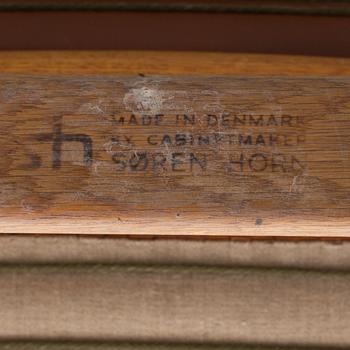 sh
MADE IN DENMARK
BY CABINETMAKER
SØREN HORN